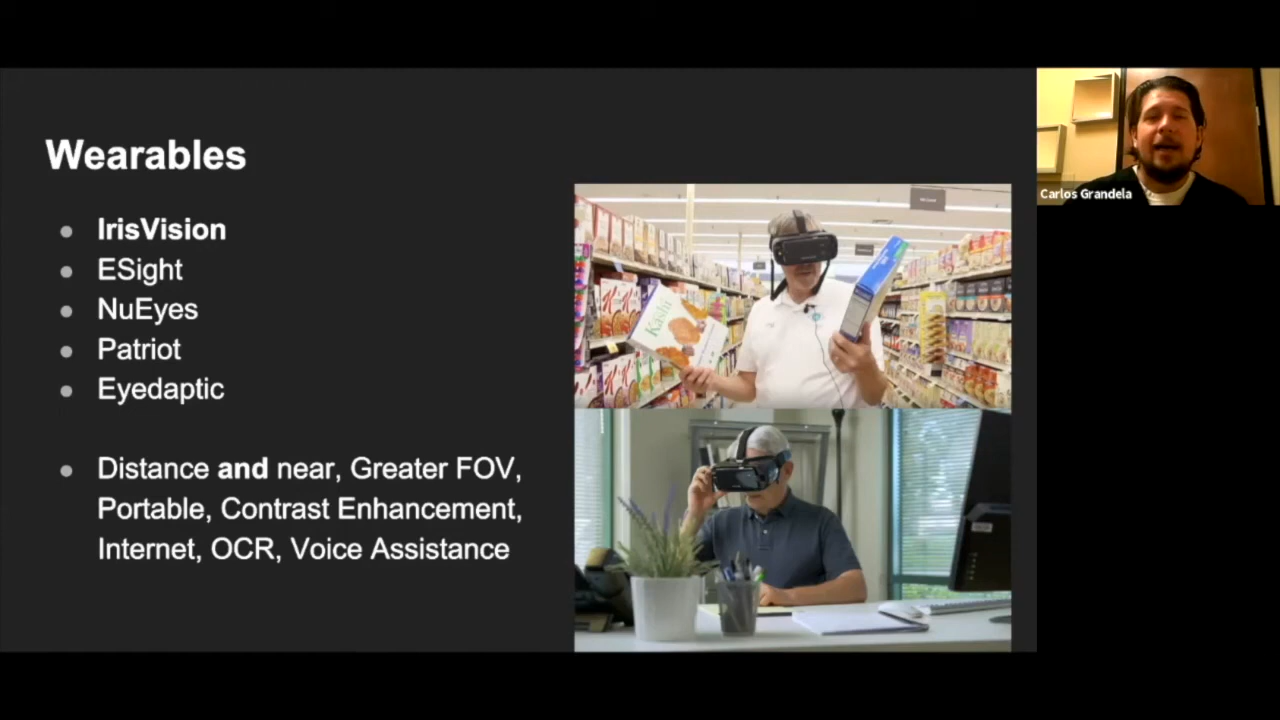 Wearables
IrisVision
ESight
NuEyes
Patriot
Eyedaptic
Distance and near, Greater FOV,
Portable, Contrast Enhancement,
Internet, OCR, Voice Assistance
Kashi
Carlos Grandela